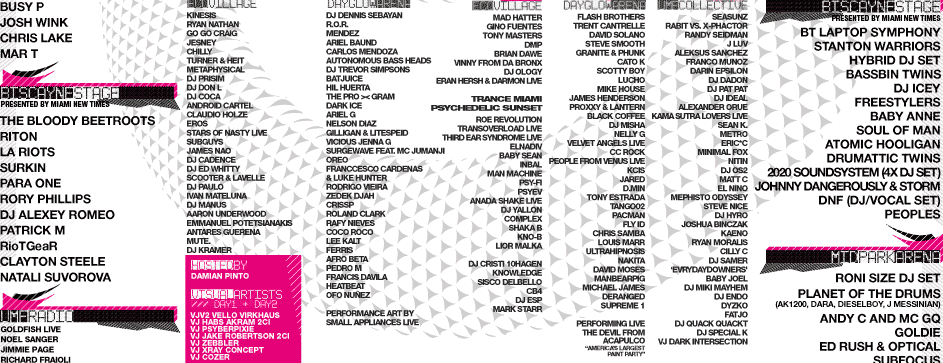 BUSY P
JOSH WINK
CHRIS LAKE
MAR T
BISCAYNESTAGE
PRESENTED BY MIAMI NEW TIMES
THE BLOODY BEETROOTS
RITON
LA RIOTS
SURKIN
PARA ONE
RORY PHILLIPS
DJ ALEXEY ROMEO
PATRICK M
RioTGeaR
CLAYTON STEELE
NATALI SUVOROVA
UMFRADIO
GOLDFISH LIVE
NOEL SANGER
JIMMIE PAGE
RICHARD FRAIOLI
ECOVILLAGE
KINESIS
RYAN NATHAN
GO GO CRAIG
JESNEY
CHILLY
TURNER & HEIT
METAPHYSICAL
DJ PRISIM
DJ DON L
DJ COCA
ANDROID CARTEL
CLAUDIO HOLZE
EROS
STARS OF NASTY LIVE
SUBGUYS
JAMES NAO
DJ CADENCE
DJ ED WHITTY
SCOOTER & LAVELLE
DJ PAULO
IVAN MATELUNA
DJ MANUS
AARON UNDERWOOD
EMMANUEL POTETSIANAKIS
ANTARES GUERENA
MUTE.
DJ KRAMER
HOSTEDBY
DAMIAN PINTO
VISUALARTISTS
/// DAY1 + DAY2
VJV2 VELLO VIRKHAUS
VJ HABS AKRAM 2CI
VJ PSYBERPIXIE
VJ JAKE ROBERTSON 2CI
VJ ZEBBLER
VJ XRAY CONCEPT
VJ COZER
DAYGLOWARENA
DJ DENNIS SEBAYAN
R.O.R.
MENDEZ
ARIEL BAUND
CARLOS MENDOZA
AUTONOMOUS BASS HEADS
DJ TREVOR SIMPSONS
BATJUICE
HIL HUERTA
THE PRO >< GRAM
DARK ICE
ARIEL G
NELSON DIAZ
GILLIGAN & LITESPEID
VICIOUS JENNA G
SURGEWAVE FEAT. MC JUMANJI
OREO
FRANCCESCO CARDENAS
& LUKE HUNTER
RODRIGO VIEIRA
ZEDEK DJAH
CRISSP
ROLAND CLARK
RAFY NIEVES
COCO ROCO
LEE KALT
FERRIS
AFRO BETA
PEDRO M
FRANCIS DAVILA
HEATBEAT
OFO NUÑEZ
PERFORMANCE ART BY
SMALL APPLIANCES LIVE
ECOVILLAGE
MAD HATTER
GINO FUENTES
TONY MASTERS
DMP
BRIAN DAWE
VINNY FROM DA BRONX
DJ OLOGY
ERAN HERSH & DARMON LIVE
TRANCE MIAMI
PSYCHEDELIC SUNSET
ROE REVOLUTION
TRANSOVERLOAD LIVE
THIRD EAR SYNDROME LIVE
ELNADIV
BABY SEAN
INBAL
MAN MACHINE
PSY-FI
PSYEV
ANADA SHAKE LIVE
DJ YALLON
COMPLEX
SHAKA B
KNO-B
LIOR MALKA
DJ CRISTI 10HAGEN
KNOWLEDGE
SISCO DELBELLO
CB4
DJ ESP
MARK STARR
DAYGLOWARENA
FLASH BROTHERS
TRENT CANTRELLE
DAVID SOLANO
STEVE SMOOTH
GRANITE & PHUNK
CATO K
SCOTTY BOY
LUCHO
MIKE HOUSE
JAMES HENDERSON
PROXXY & LANTERN
BLACK COFFEE
DJ MISHA
NELLY G
VELVET ANGELS LIVE
CC ROCK
PEOPLE FROM VENUS LIVE
KCIS
JARED
D.MIN
TONY ESTRADA
TANGOO2
PACMAN
FLY ID
CHRIS SAMBA
LOUIS MARR
ULTRAHIPNOSIS
NAKITA
DAVID MOSES
MANBEARPIG
MICHAEL JAMES
DERANGED
SUPREME 1
PERFORMING LIVE
THE DEVIL FROM
ACAPULCO
"AMERICA'S LARGEST
PAINT PARTY"
UMFCOLLECTIVE
SEASUNZ
RABIT VS. X-PHACTOR
RANDY SEIDMAN
J LUV
ALEKSUS SANCHEZ
FRANCO MUNOZ
DARIN EPSILON
DJ DADON
DJ PAT PAT
DJ IDEAL
ALEXANDER ORUE
KAMA SUTRA LOVERS LIVE
SEAN K.
METRO
ERIC*C
MINIMAL FOX
NITIN
DJ OS2
MATT C
EL NINO
MEPHISTO ODYSSEY
STEVE NICE
DJ HYRO
JOSHUA BINCZAK
KAENO
RYAN MORALIS
CILLY C
DJ SAMER
'EVRYDAYDOWNERS'
BABY JOEL
DJ MIKI MAYHEM
DJ ENDO
DYZKO
FATJO
DJ QUACK QUACKT
DJ SPECIAL K
VJ DARK INTERSECTION
BISCAYNESTAGE
PRESENTED BY MIAMI NEW TIMES
BT LAPTOP SYMPHONY
STANTON WARRIORS
HYBRID DJ SET
BASSBIN TWINS
DJ ICEY
FREESTYLERS
BABY ANNE
SOUL OF MAN
ATOMIC HOOLIGAN
DRUMATTIC TWINS
2020 SOUNDSYSTEM (4X DJ SET)
JOHNNY DANGEROUSLY & STORM
DNF (DJ/VOCAL SET)
PEOPLES
MIDPARKARENA
RONI SIZE DJ SET
PLANET OF THE DRUMS
(AK1200, DARA, DIESELBOY, J MESSINIAN)
ANDY C AND MC GQ
GOLDIE
ED RUSH & OPTICAL
SUBFOCUS